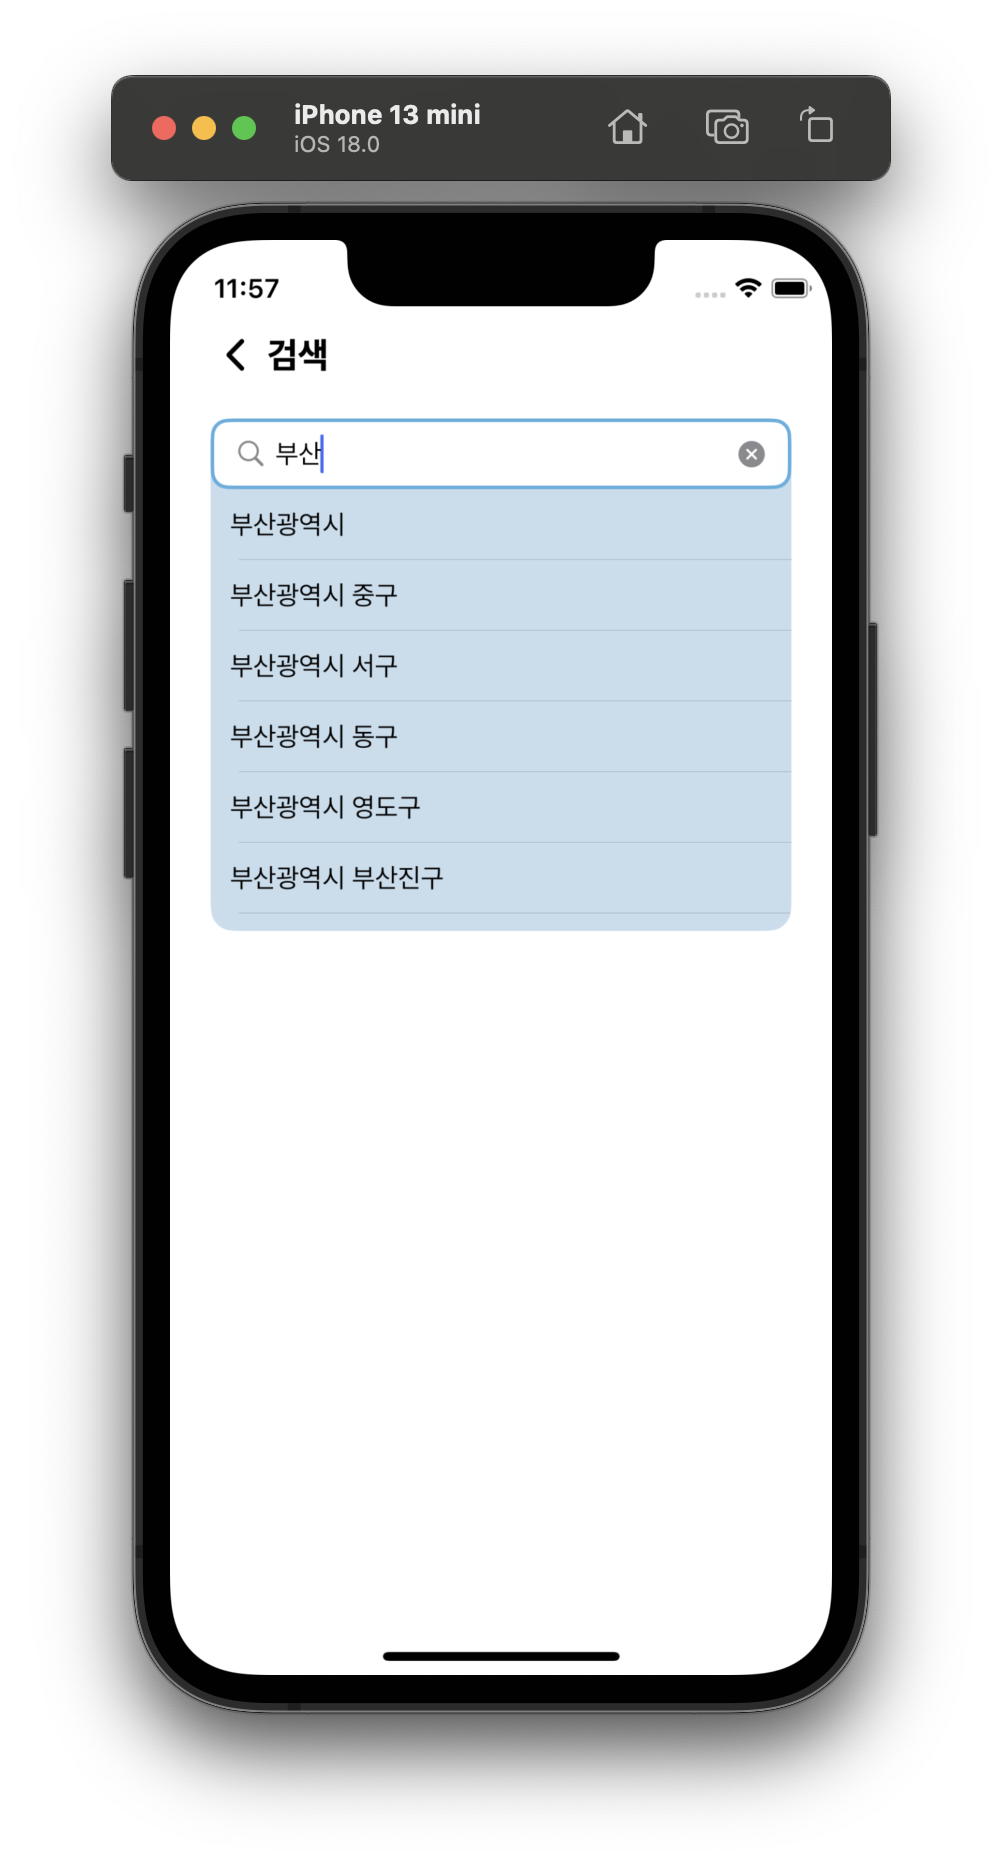 iPhone 13 mini
iOS 18.0
11:57
검색
부산
부산광역시
부산광역시 중구
부산광역시 서구
부산광역시 동구
부산광역시 영도구
부산광역시 부산진구